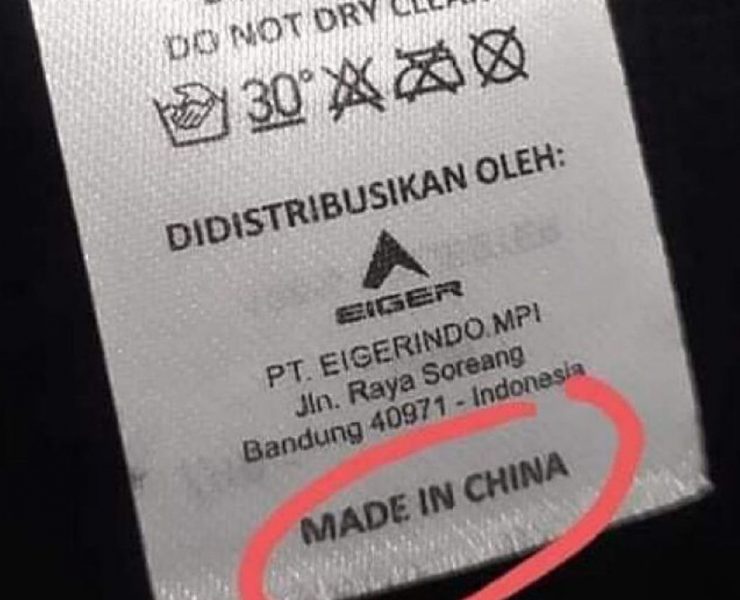 DO NOT DRY CLEAN
30°
DIDISTRIBUSIKAN OLEH:
EIGER
PT. EIGERINDO.MPI
Jln. Raya Soreang
Bandung 40971 - Indonesia
MADE IN CHINA